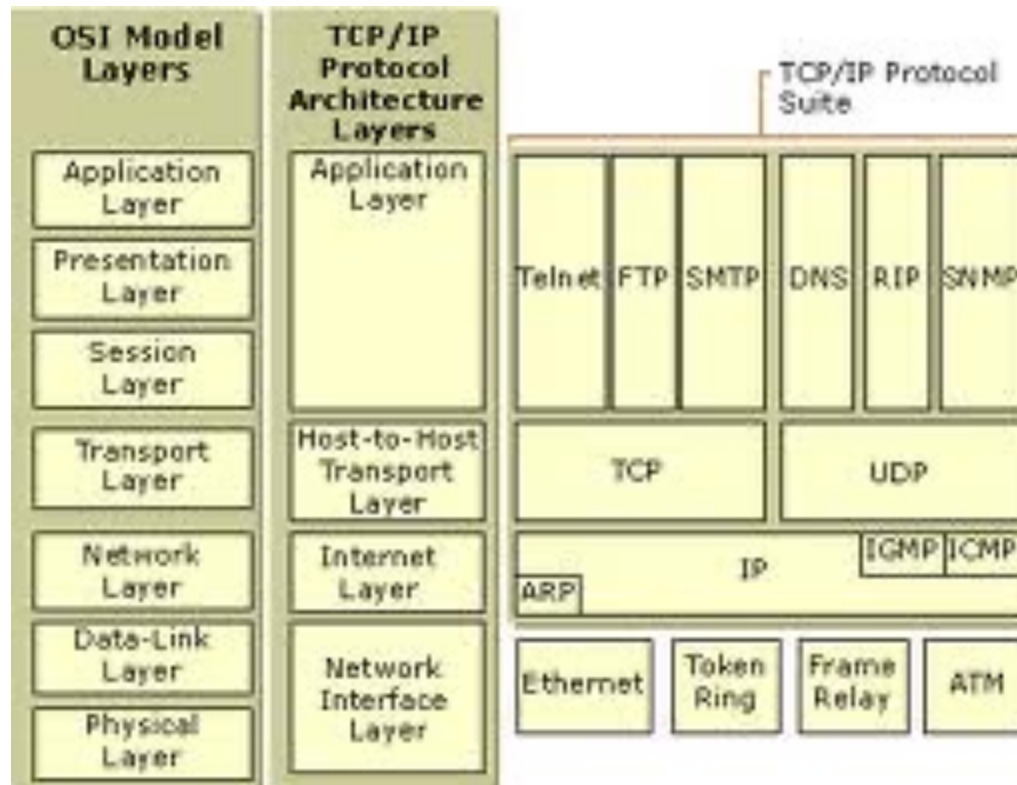 OSI Model
Layers
TCP/IP
Protocol
Architecture
Layers
TCP/IP Protocol
Suite
Application
Layer
Presentation
Layer
Session
Layer
Transport
Layer
Network
Layer
Data-Link
Layer
Physical
Layer
Application
Layer
Host-to-Host
Transport
Layer
Internet
Layer
Network
Interface
Layer
Telnet
FTP
SMTP
DNS
RIP
SNMP
TCP
UDP
IP
IGMP
ICMP
ARP
Ethernet
Token
Ring
Frame
Relay
ATM